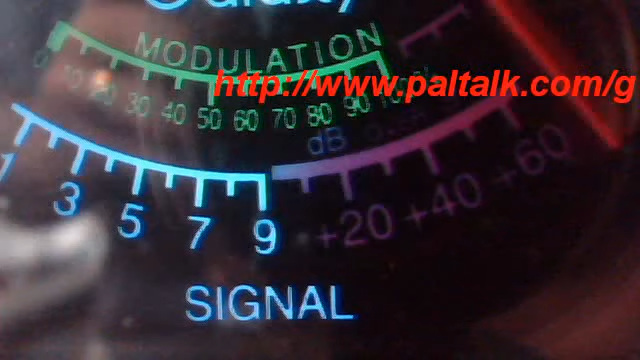 Galaxy
MODULATION
0 10 20 30 40 50 60 70 80 90 100 %
http://www.paltalk.com/g
dB
1 3 5 7 9 +20 +40 +60
SIGNAL